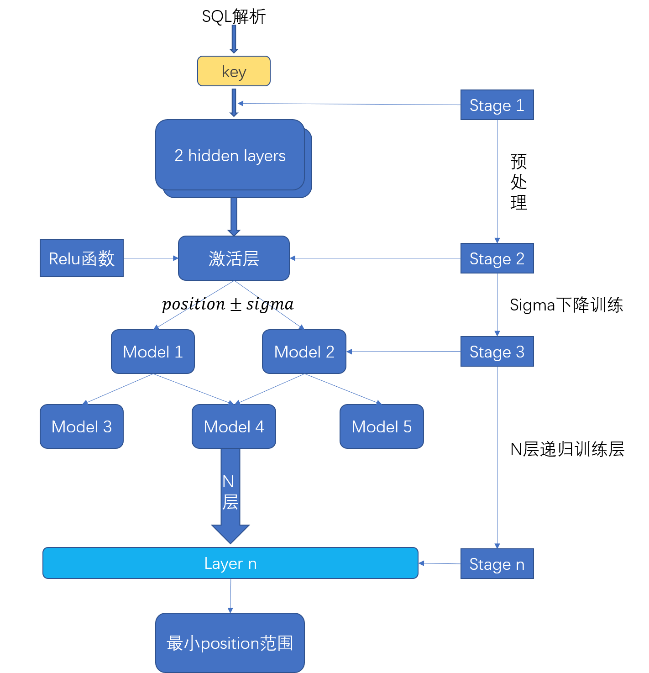 SQL解析
key
Stage 1
2 hidden layers
预
处
理
Relu函数
激活层
Stage 2
position ± sigma
Sigma下降训练
Model 1
Model 2
Stage 3
Model 3
Model 4
Model 5
N层递归训练层
N
层
Layer n
Stage n
最小position范围